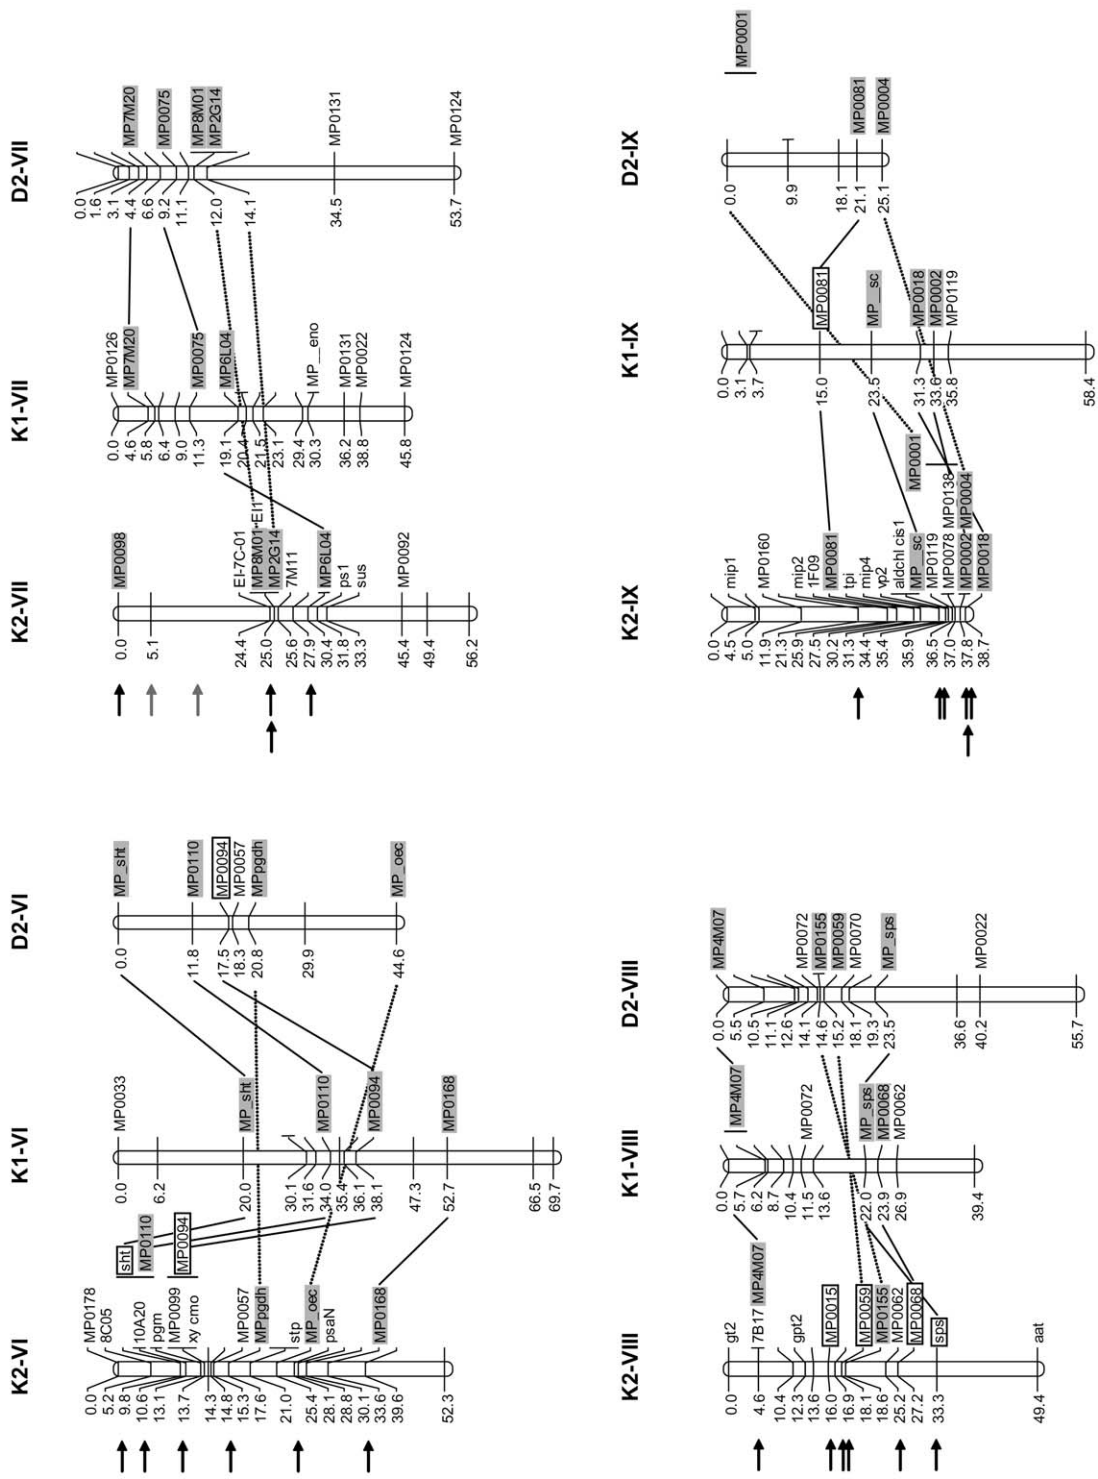 K2-VI
K1-VI
D2-VI
0.0
5.2
9.8
10.6
13.1
13.7
14.3
14.8
15.3
17.6
21.0
25.4
28.1
28.8
30.1
33.6
39.6
52.3
MP0178
8C05
10A20
pgm
MP0099
xy cmo
MP0057
MPpgdh
stp
MP_oec
psaN
MP0168
sht
MP0110
MP0094
0.0
6.2
20.0
30.1
31.6
34.0
35.4
36.1
38.1
47.3
52.7
66.5
69.7
MP0033
MP_sht
MP0110
MP0094
MP0168
0.0
11.8
17.5
18.3
20.8
29.9
44.6
MP_sht
MP0110
MP0094
MP0057
MPpgdh
MP_oec
K2-VII
K1-VII
D2-VII
0.0
5.1
24.4
25.0
25.6
27.9
30.4
31.8
33.3
45.4
49.4
56.2
MP0098
EI-7C-01
MP8M01
EI1
MP2G14
7M11
MP6L04
ps1
sus
MP0092
0.0
4.6
5.8
6.4
9.0
11.3
19.1
20.4
21.5
23.1
29.4
30.3
36.2
38.8
45.8
MP0126
MP7M20
MP0075
MP6L04
MP__eno
MP0131
MP0022
MP0124
0.0
1.6
3.1
4.4
6.6
9.2
11.1
12.0
14.1
34.5
53.7
MP7M20
MP0075
MP8M01
MP2G14
MP0131
MP0124
K2-VIII
K1-VIII
D2-VIII
0.0
4.6
10.4
12.3
13.6
16.0
16.9
18.1
18.6
25.2
27.2
33.3
49.4
gt2
7B17
MP4M07
gpt2
MP0015
MP0059
MP0155
MP0062
MP0068
sps
aat
0.0
5.7
6.2
8.7
10.4
11.5
13.6
22.0
23.9
26.9
39.4
MP4M07
MP0072
MP_sps
MP0068
MP0062
0.0
5.5
10.5
11.1
12.6
14.1
14.6
15.2
18.1
19.3
23.5
36.6
40.2
55.7
MP4M07
MP0072
MP0155
MP0059
MP0070
MP_sps
MP0022
K2-IX
K1-IX
D2-IX
0.0
4.5
5.0
11.9
21.3
25.9
27.5
30.2
31.3
34.4
35.4
35.9
36.5
37.0
37.8
38.7
mip1
MP0160
mip2
1F09
MP0081
tpi
mip4
vp2
aldchl cis1
MP__sc
MP0119
MP0078
MP0138
MP0002
MP0004
MP0018
MP0001
0.0
3.1
3.7
15.0
23.5
31.3
33.6
35.8
58.4
MP0081
MP__sc
MP0018
MP0002
MP0119
0.0
9.9
18.1
21.1
25.1
MP0001
MP0081
MP0004